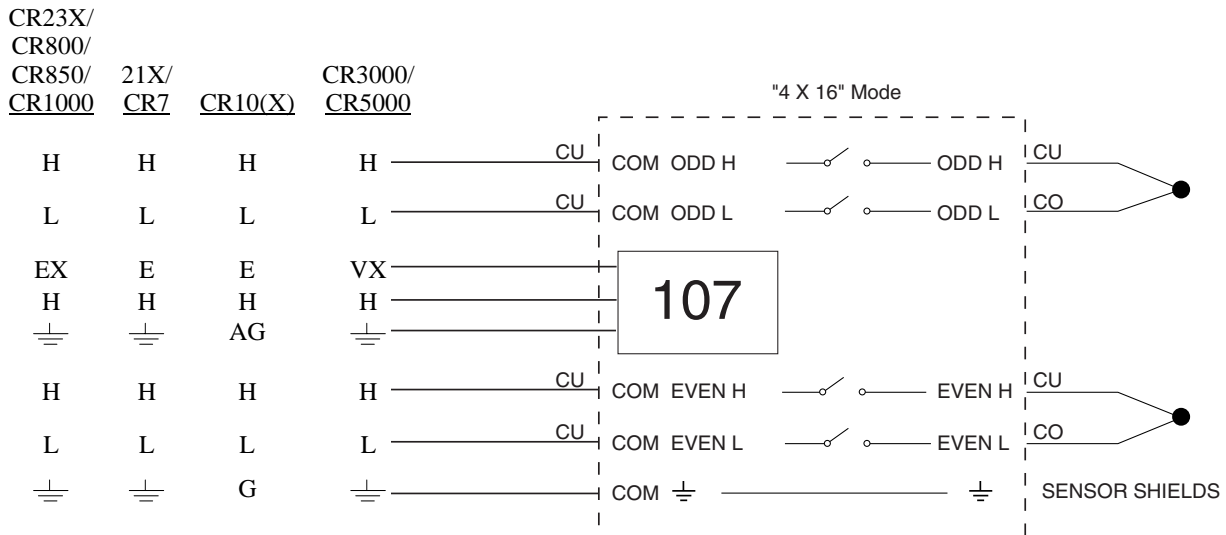 CR23X/
CR800/
CR850/ 21X/ CR3000/
CR1000 CR7 CR10(X) CR5000
"4 X 16" Mode
H H H H CU COM ODD H ODD H CU
L L L L CU COM ODD L ODD L CO
EX E E VX
107
H H H H
AG
H H H H CU COM EVEN H EVEN H CU
L L L L CU COM EVEN L EVEN L CO
G COM SENSOR SHIELDS